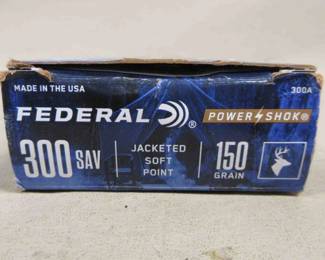 MADE IN THE USA 300A
FEDERAL ® POWER SHOK®
300 SAV
JACKETED
SOFT
POINT
150
GRAIN